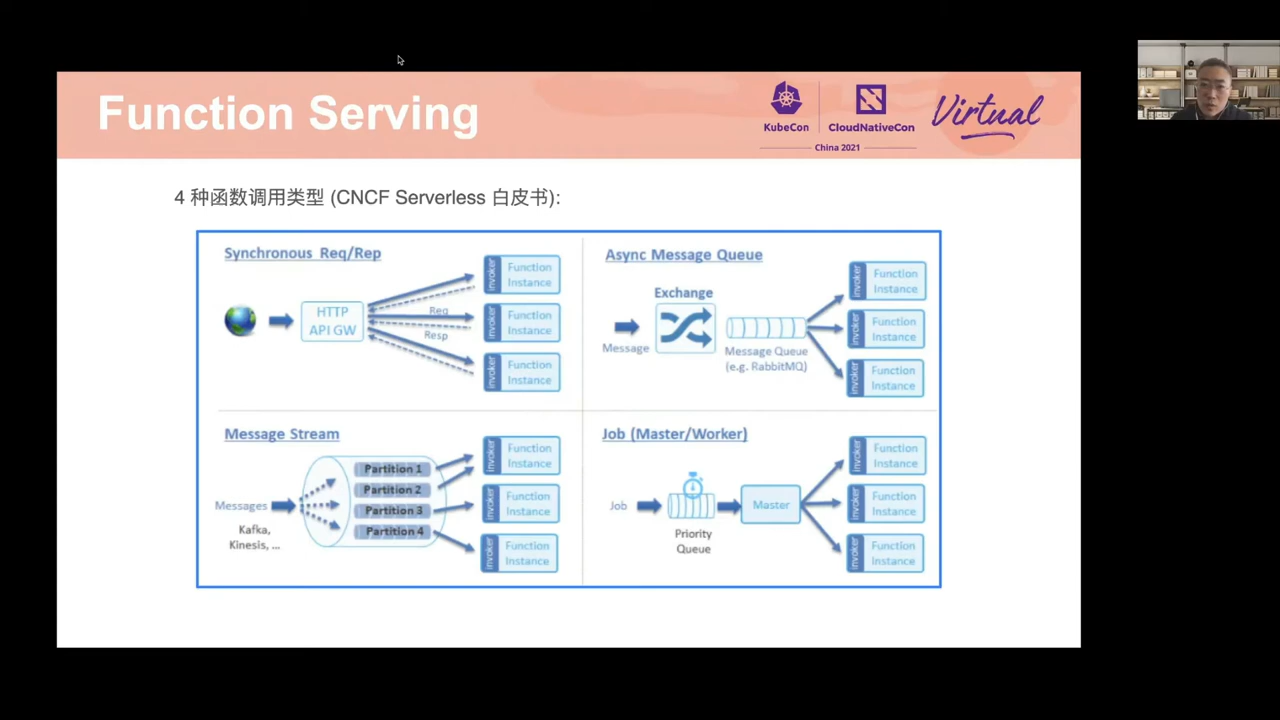 Function Serving
KubeCon
CloudNativeCon
China 2021
Virtual
4 种函数调用类型 (CNCF Serverless 白皮书):
Synchronous Req/Rep
HTTP
API GW
Req
Resp
invoker
Function
Instance
invoker
Function
Instance
invoker
Function
Instance
Async Message Queue
Exchange
Message
Message Queue
(e.g. RabbitMQ)
invoker
Function
Instance
invoker
Function
Instance
invoker
Function
Instance
Message Stream
Messages
Kafka,
Kinesis, ...
Partition 1
Partition 2
Partition 3
Partition 4
invoker
Function
Instance
invoker
Function
Instance
invoker
Function
Instance
Job (Master/Worker)
Job
Priority
Queue
Master
invoker
Function
Instance
invoker
Function
Instance
invoker
Function
Instance